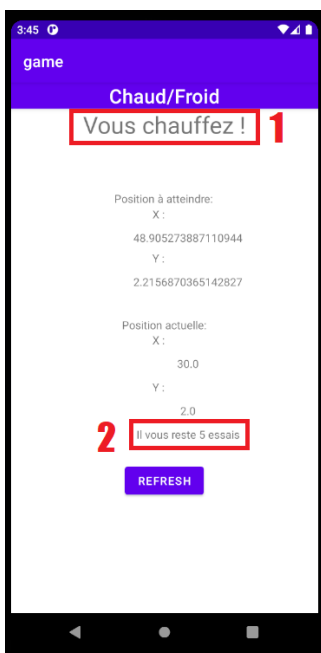 3:45
game
Chaud/Froid
Vous chauffez ! 1
Position à atteindre:
X :
48.905273887110944
Y :
2.2156870365142827
Position actuelle:
X :
30.0
Y :
2.0
2 Il vous reste 5 essais
REFRESH